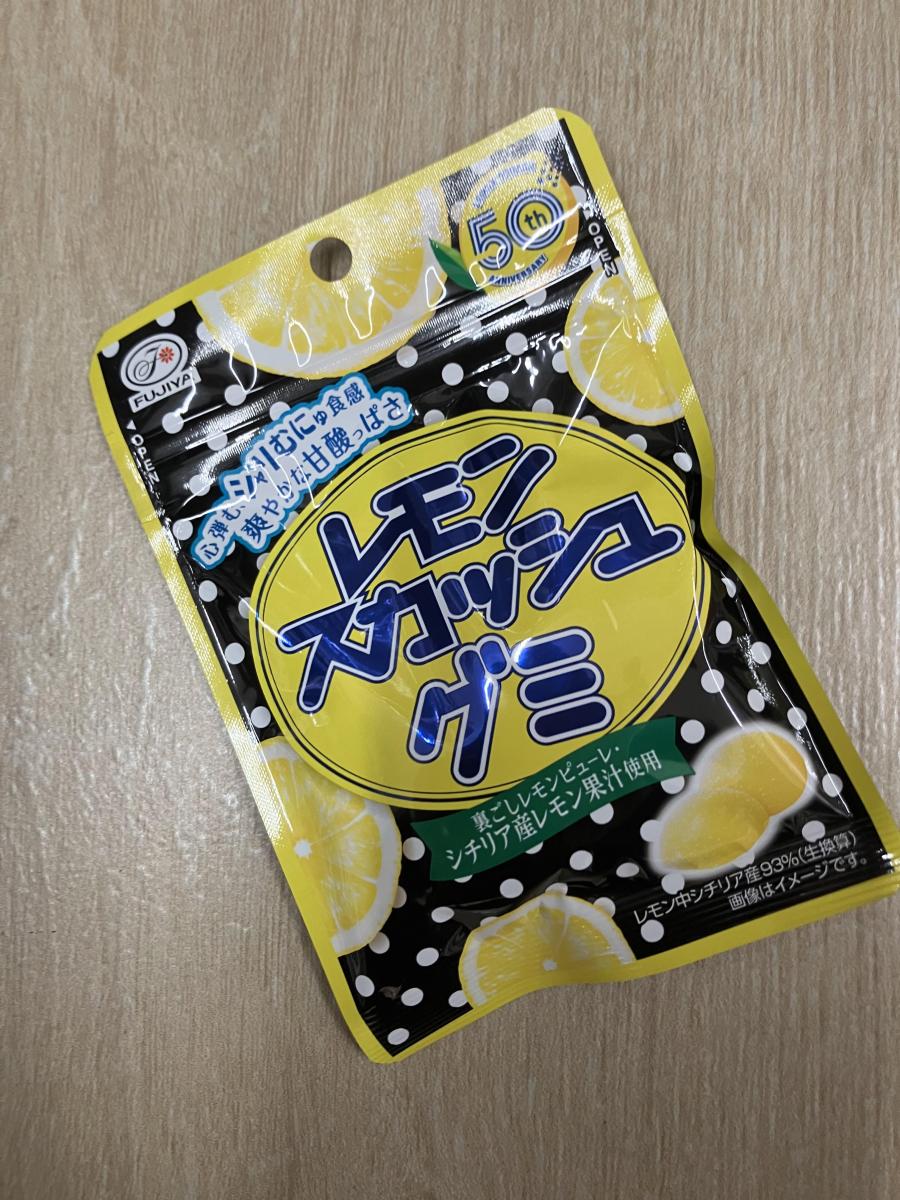 50th
ANNIVERSARY
OPEN
FUJIYA
▼OPEN
心弾む、シャリむにゅ食感
爽やかな甘酸っぱさ
レモン
スカッシュ
グミ
裏ごしレモンピューレ・
シチリア産レモン果汁使用
レモン中シチリア産93%(生換算)
画像はイメージです。